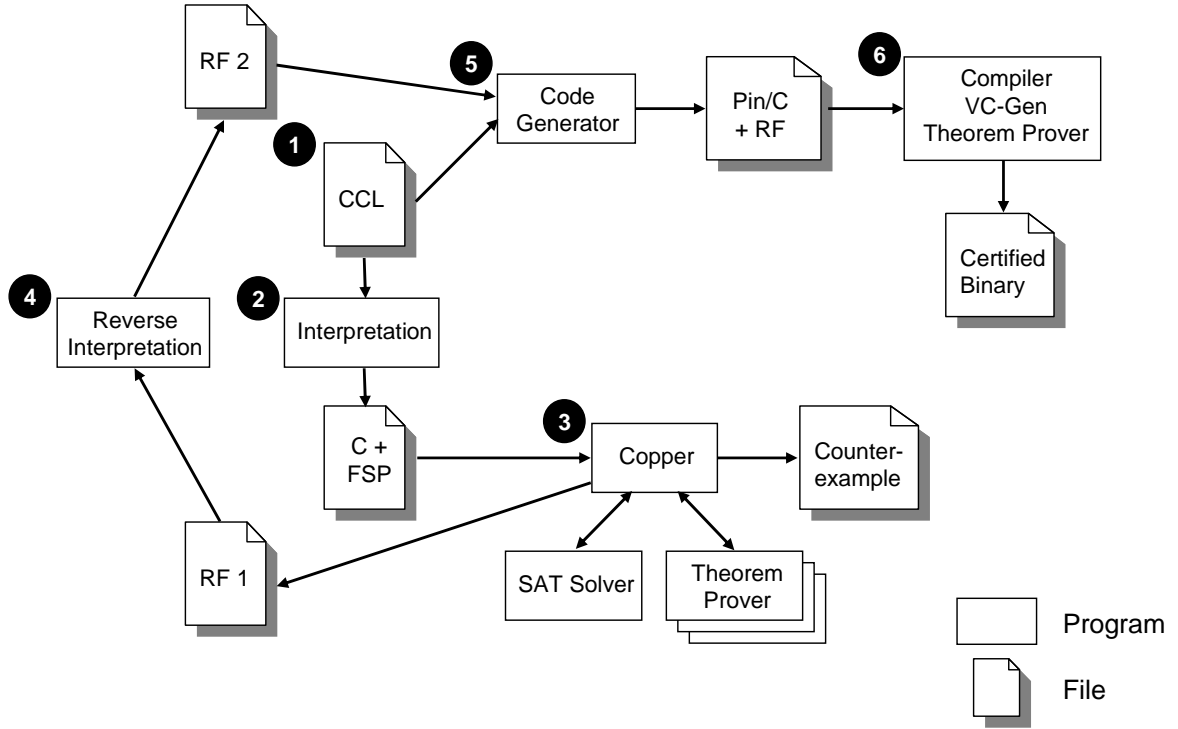 RF 2
5
Code
Generator
Pin/C
+ RF
6
Compiler
VC-Gen
Theorem Prover
1
CCL
Certified
Binary
4
Reverse
Interpretation
2
Interpretation
3
C +
FSP
Copper
Counter-
example
RF 1
SAT Solver
Theorem
Prover
Program
File